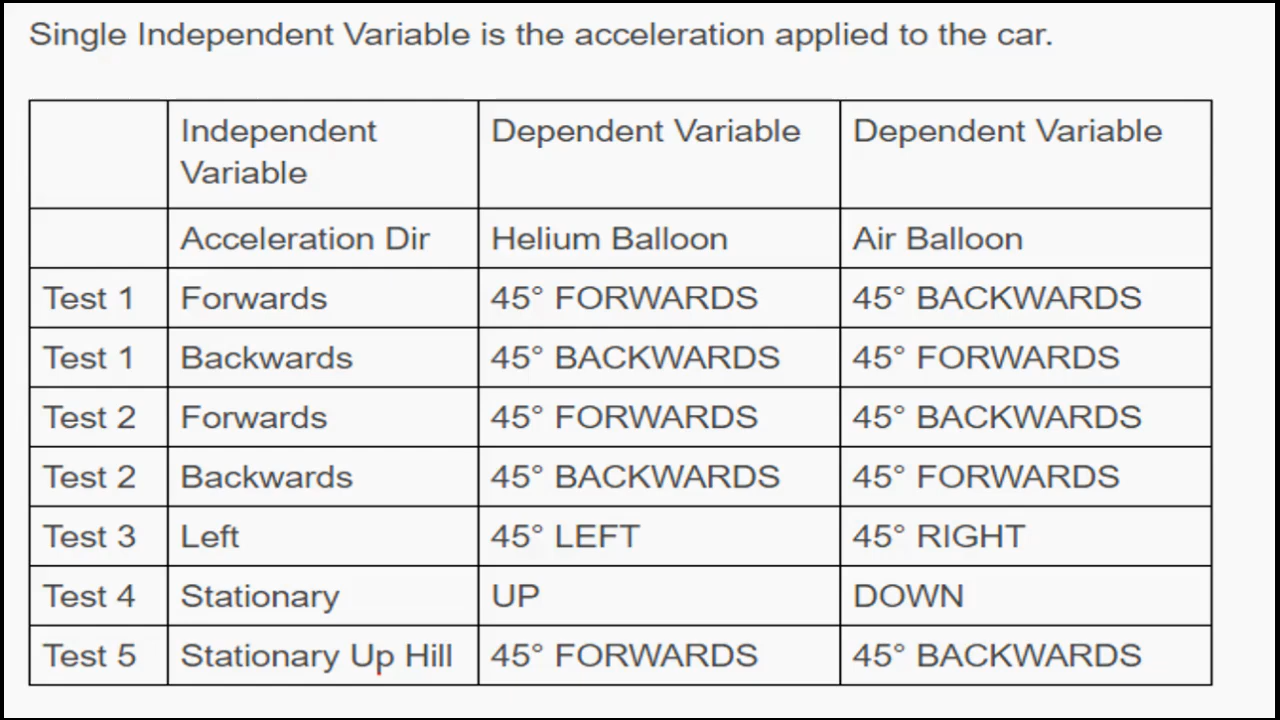 Single Independent Variable is the acceleration applied to the car.
Independent Variable Dependent Variable Dependent Variable
Acceleration Dir Helium Balloon Air Balloon
Test 1 Forwards 45° FORWARDS 45° BACKWARDS
Test 1 Backwards 45° BACKWARDS 45° FORWARDS
Test 2 Forwards 45° FORWARDS 45° BACKWARDS
Test 2 Backwards 45° BACKWARDS 45° FORWARDS
Test 3 Left 45° LEFT 45° RIGHT
Test 4 Stationary UP DOWN
Test 5 Stationary Up Hill 45° FORWARDS 45° BACKWARDS